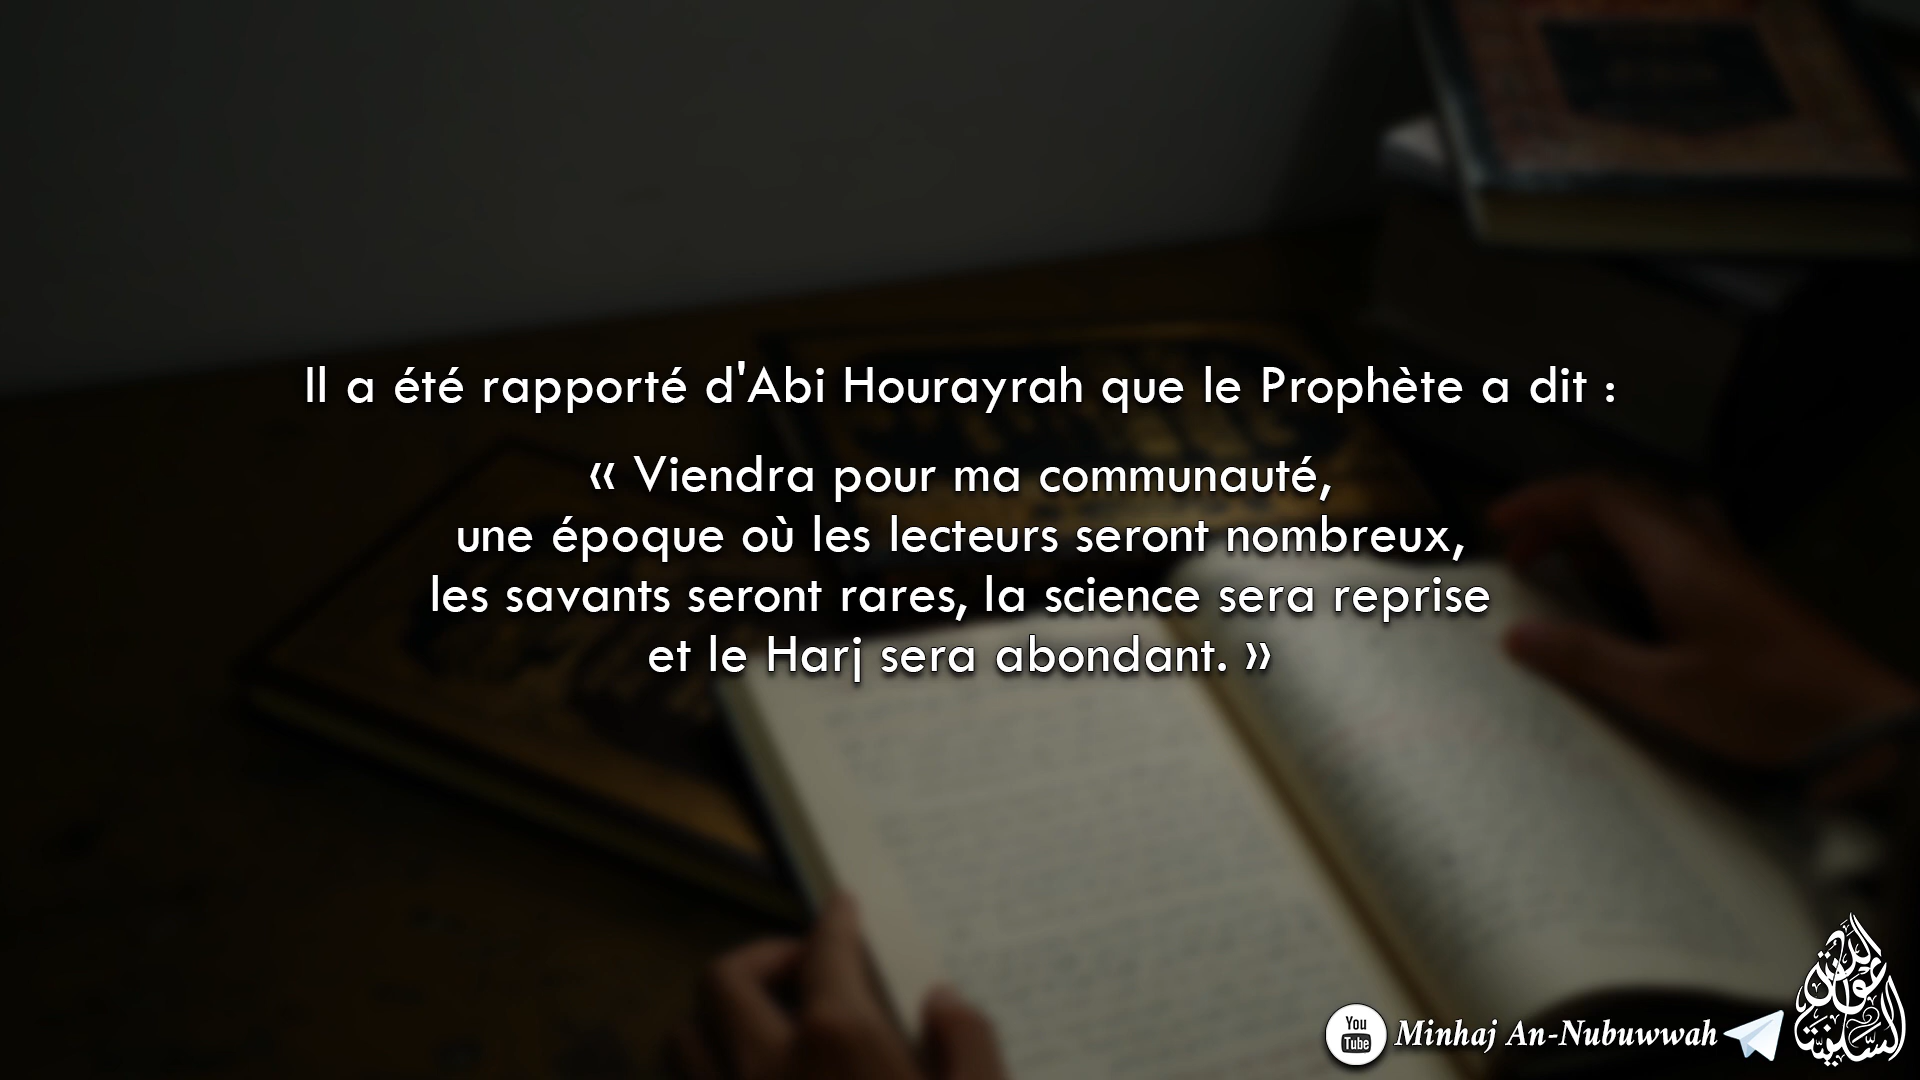 Il a été rapporté d'Abi Hourayrah que le Prophète a dit :
« Viendra pour ma communauté,
une époque où les lecteurs seront nombreux,
les savants seront rares, la science sera reprise
et le Harj sera abondant. »
You
Tube
Minhaj An-Nubuwwah